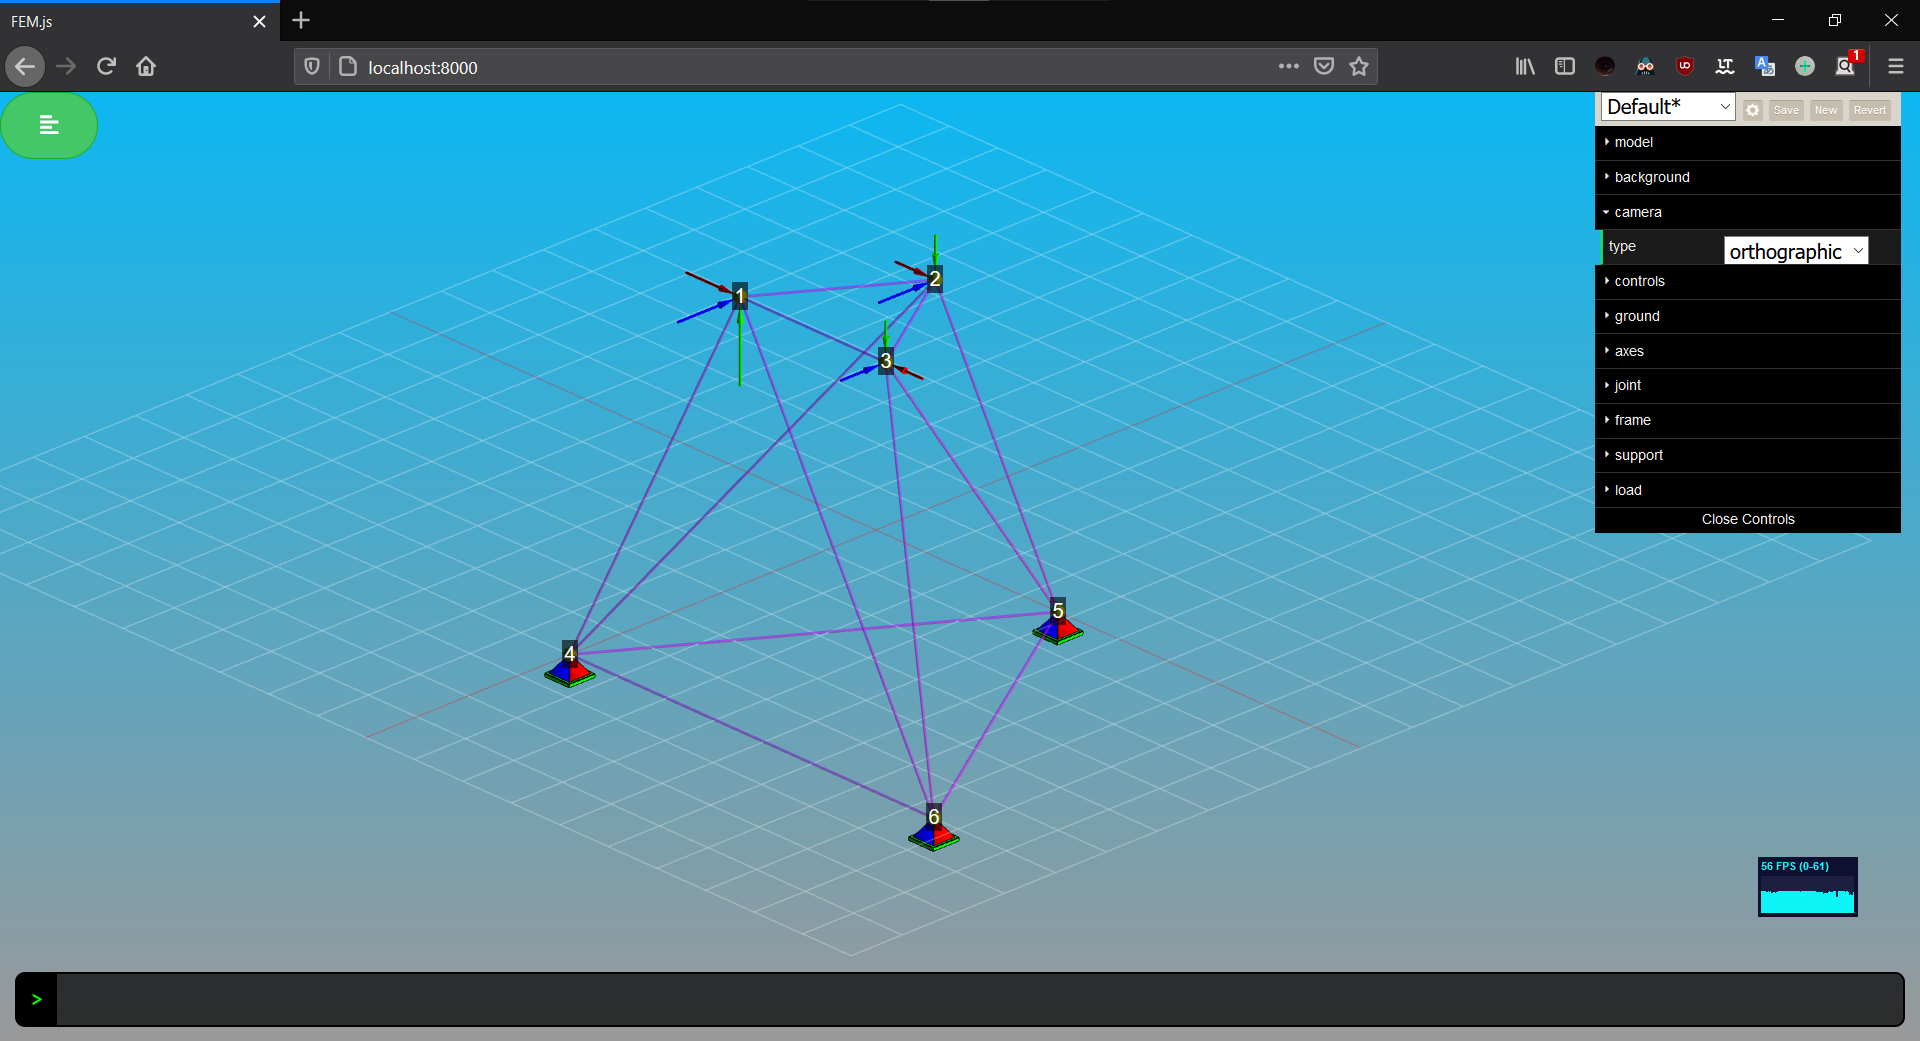 FEM.js
localhost:8000
1
Default*
Save
New
Revert
model
background
camera
type
orthographic
controls
ground
axes
joint
frame
support
load
Close Controls
2
1
3
5
4
6
56 FPS (0-61)
>